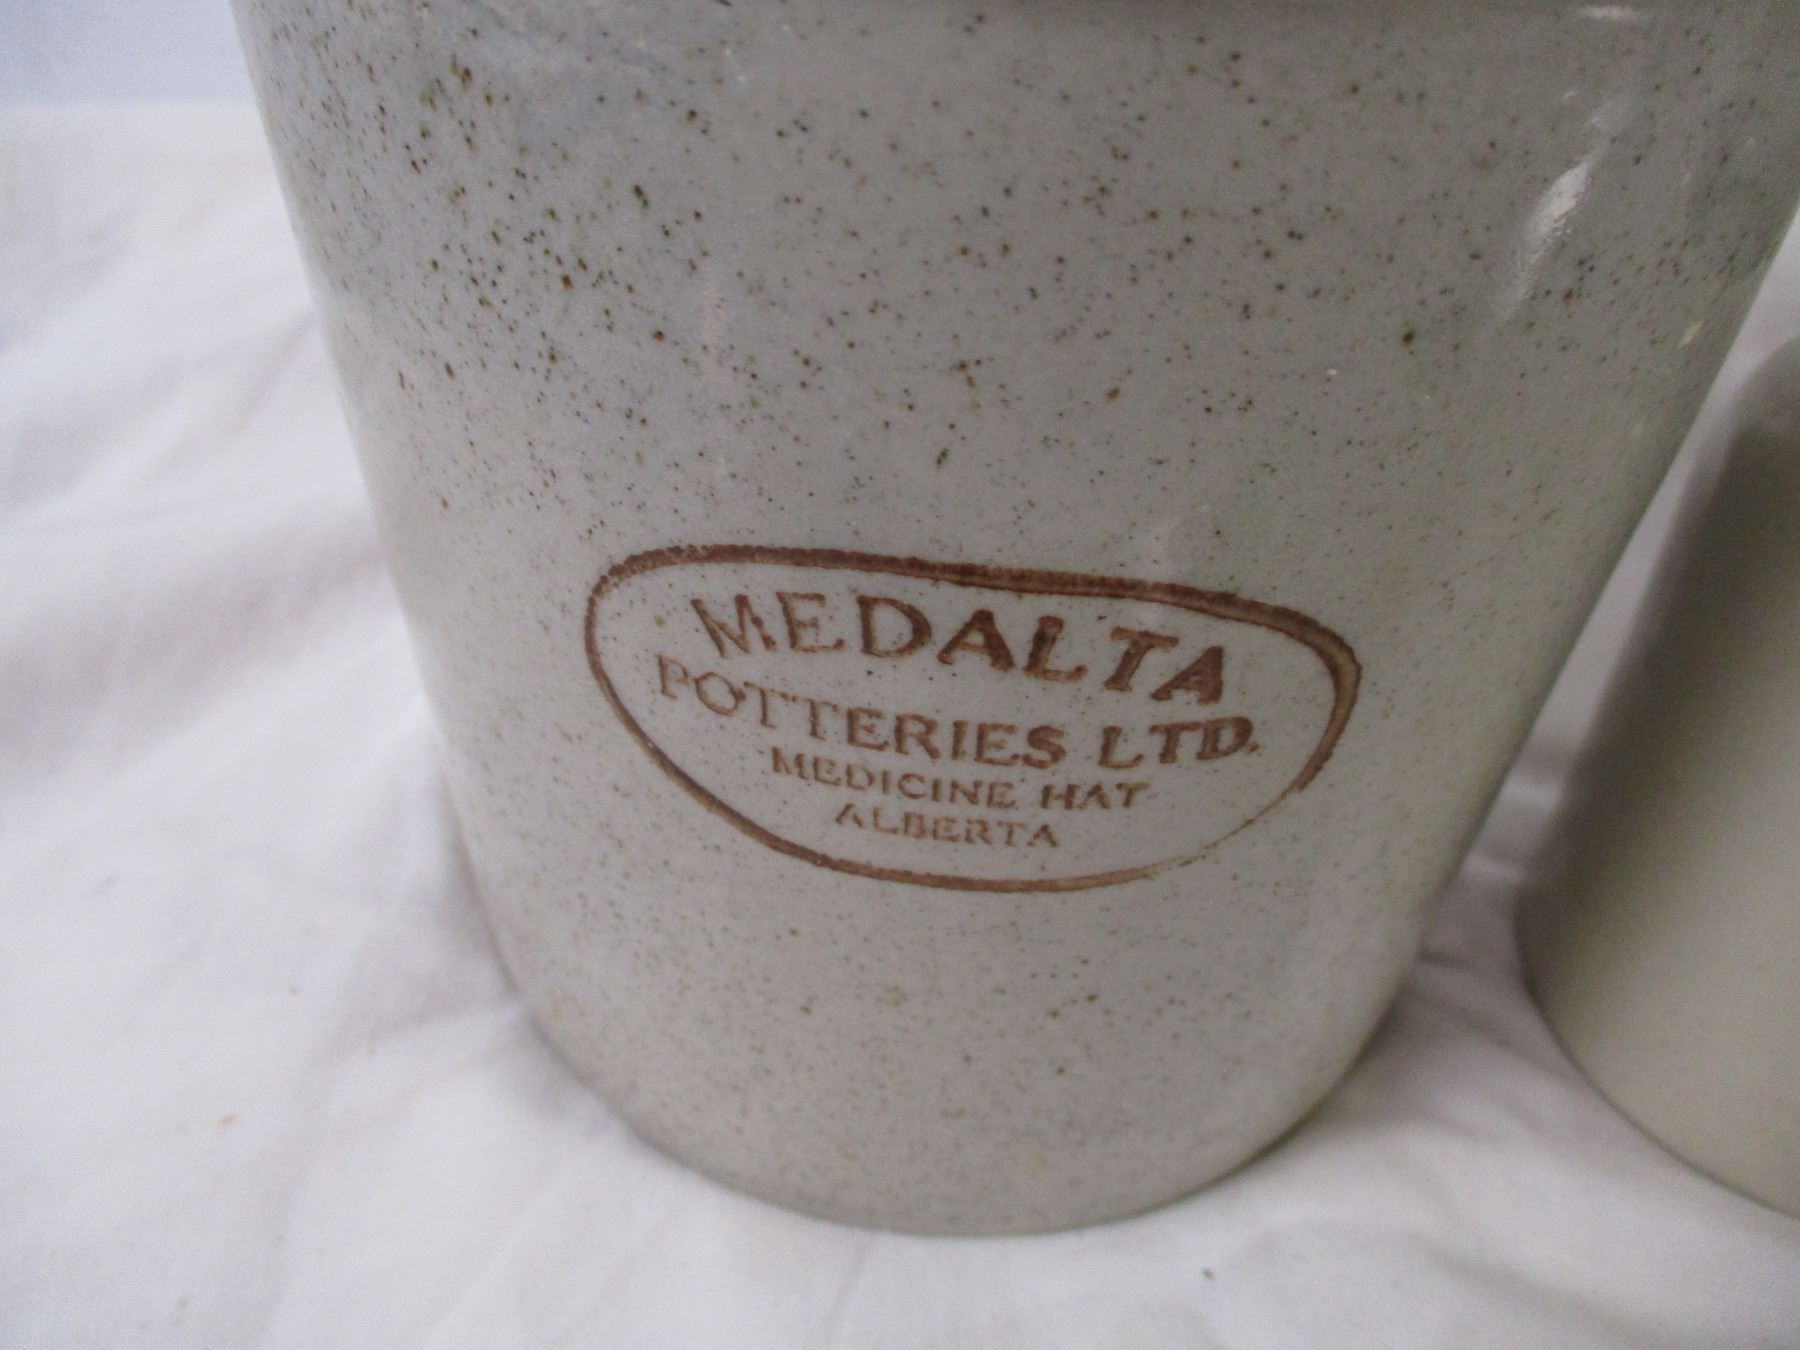 MEDALTA
POTTERIES LTD.
MEDICINE HAT
ALBERTA